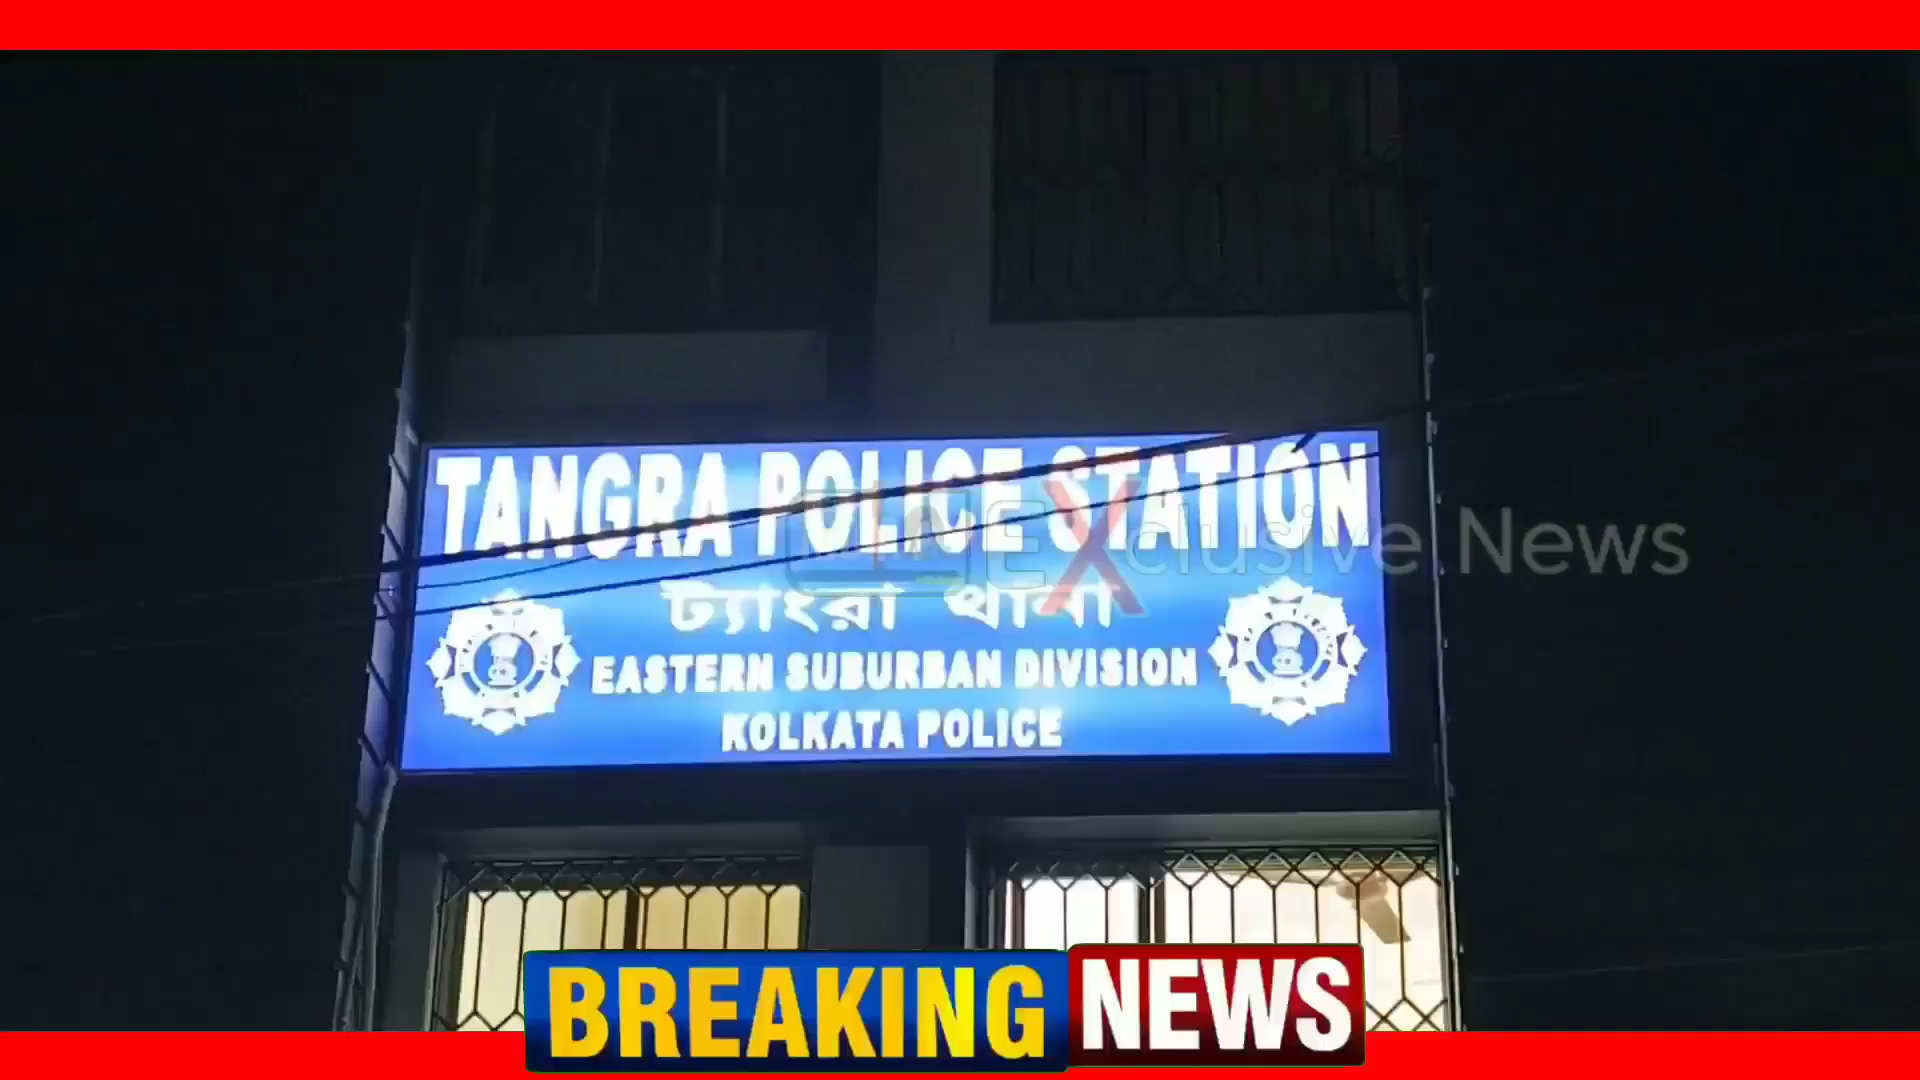 TANGRA POLICE STATION
EXclusive News
ট্যাংরা থানা
EASTERN SUBURBAN DIVISION
KOLKATA POLICE
BREAKING NEWS